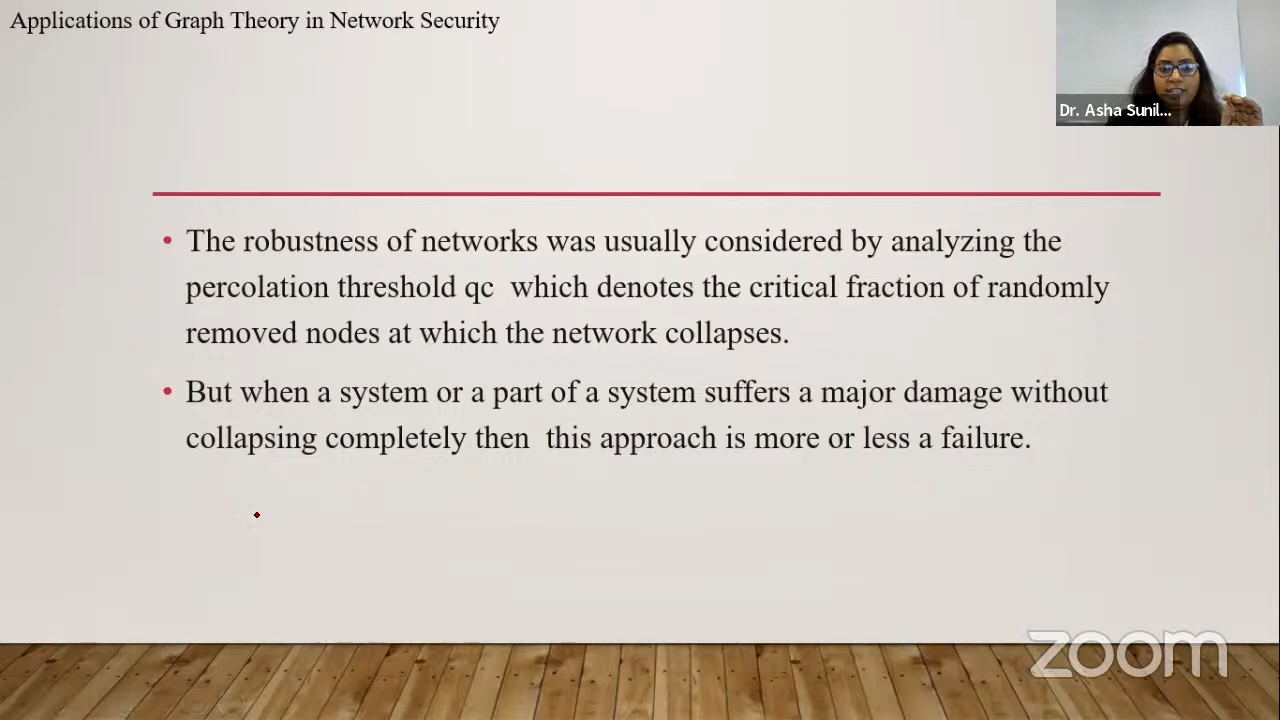 Applications of Graph Theory in Network Security
Dr. Asha Sunil...
• The robustness of networks was usually considered by analyzing the
percolation threshold qc which denotes the critical fraction of randomly
removed nodes at which the network collapses.
• But when a system or a part of a system suffers a major damage without
collapsing completely then this approach is more or less a failure.
zoom